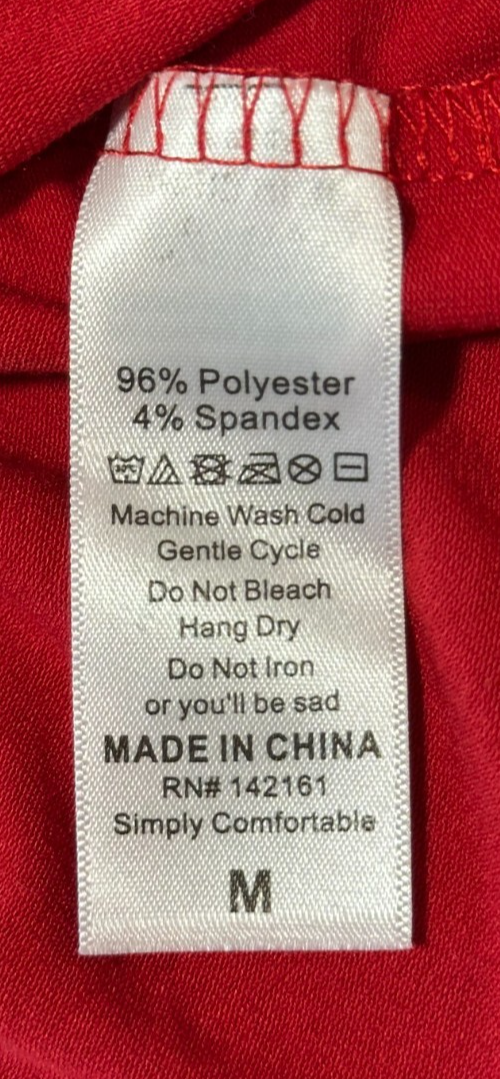 96% Polyester
4% Spandex
Machine Wash Cold
Gentle Cycle
Do Not Bleach
Hang Dry
Do Not Iron
or you'll be sad
MADE IN CHINA
RN# 142161
Simply Comfortable
M